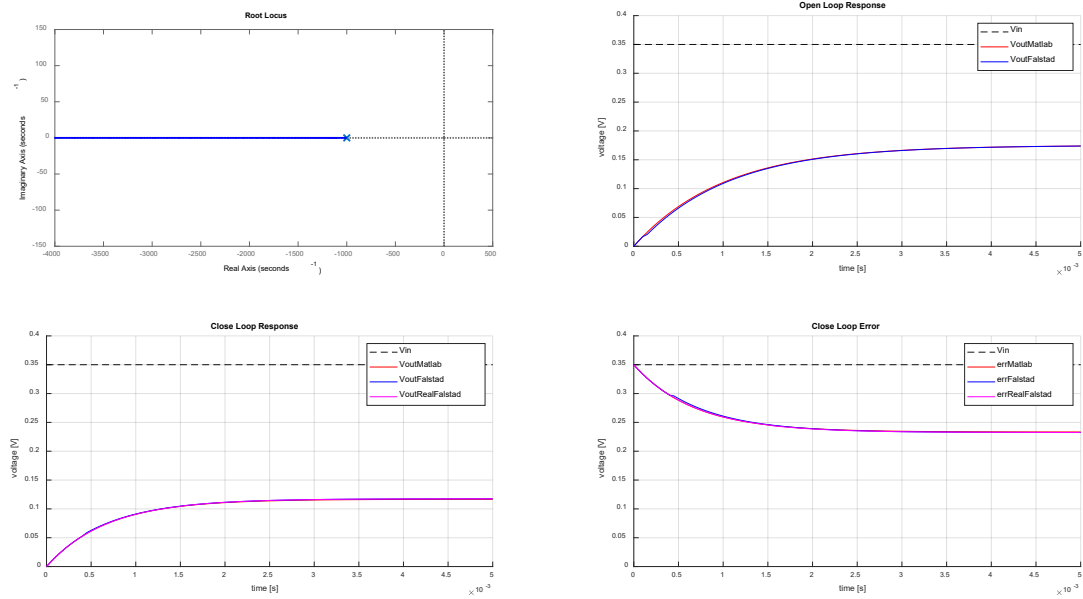 Root Locus
150
100
50
0
-50
-100
-150
Imaginary Axis (seconds⁻¹)
-4000 -3500 -3000 -2500 -2000 -1500 -1000 -500 0 500
Real Axis (seconds⁻¹)
Open Loop Response
0.4
0.35
0.3
0.25
0.2
0.15
0.1
0.05
0
voltage [V]
Vin
VoutMatlab
VoutFalstad
0 0.5 1 1.5 2 2.5 3 3.5 4 4.5 5
time [s]
× 10⁻³
Close Loop Response
0.4
0.35
0.3
0.25
0.2
0.15
0.1
0.05
0
voltage [V]
Vin
VoutMatlab
VoutFalstad
VoutRealFalstad
0 0.5 1 1.5 2 2.5 3 3.5 4 4.5 5
time [s]
× 10⁻³
Close Loop Error
0.4
0.35
0.3
0.25
0.2
0.15
0.1
0.05
0
voltage [V]
Vin
errMatlab
errFalstad
errRealFalstad
0 0.5 1 1.5 2 2.5 3 3.5 4 4.5 5
time [s]
× 10⁻³